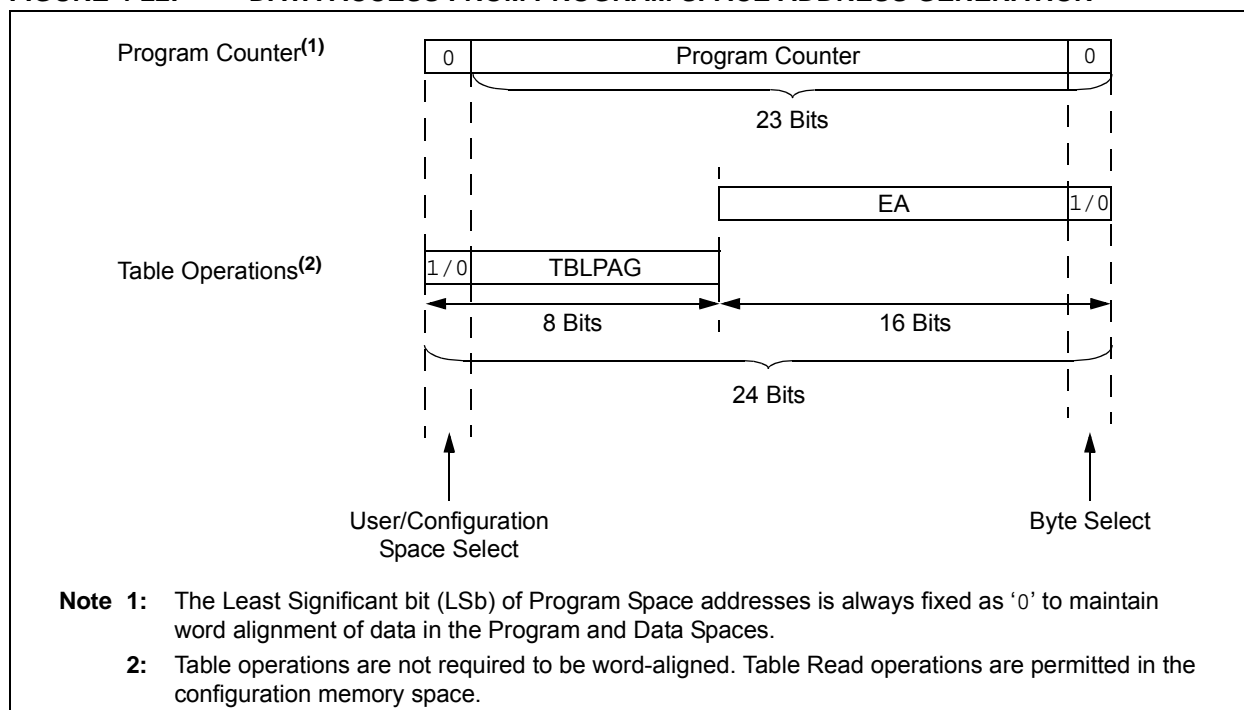 Program Counter(1)
0 Program Counter 0
23 Bits
EA 1/0
Table Operations(2)
1/0 TBLPAG
8 Bits 16 Bits
24 Bits
User/Configuration
Space Select
Byte Select
Note 1: The Least Significant bit (LSb) of Program Space addresses is always fixed as ‘0’ to maintain
word alignment of data in the Program and Data Spaces.
2: Table operations are not required to be word-aligned. Table Read operations are permitted in the
configuration memory space.